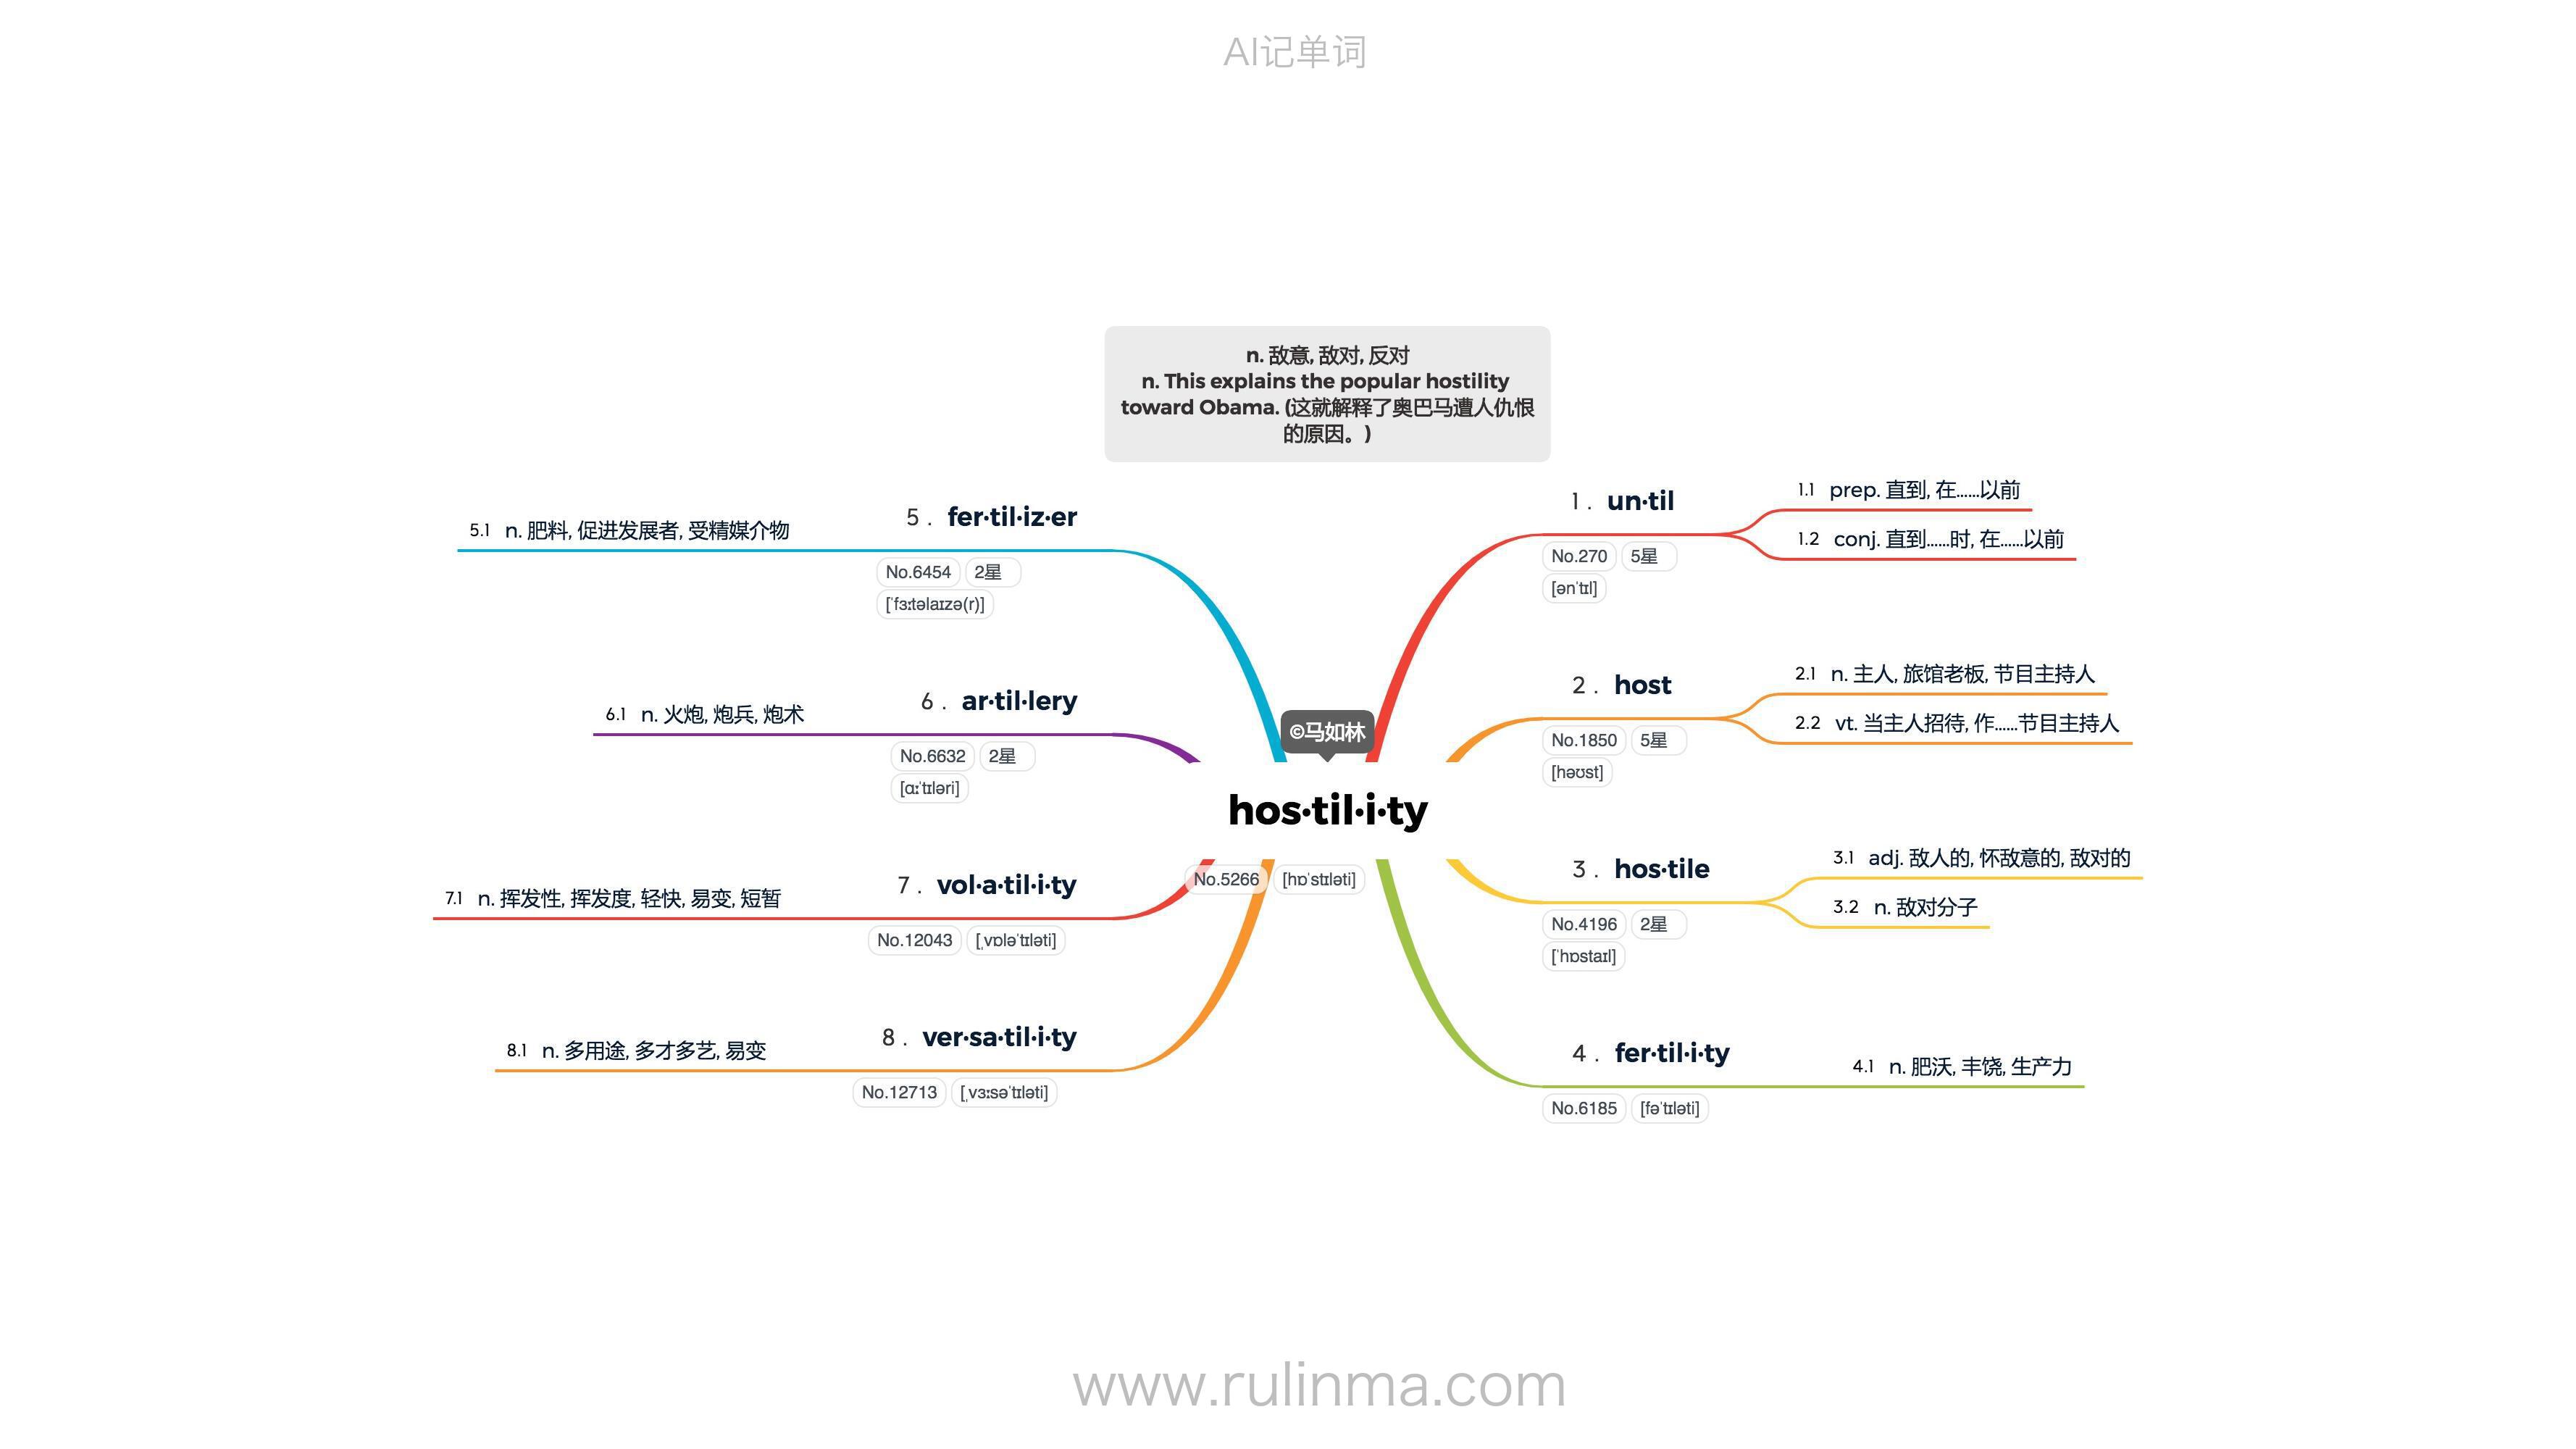 AI记单词
n. 敌意, 敌对, 反对
n. This explains the popular hostility
toward Obama. (这就解释了奥巴马遭人仇恨
的原因。)
©马如林
hos·til·i·ty
No.5266 [hɒˈstɪləti]
1 . un·til
No.270 5星
[ənˈtɪl]
1.1 prep. 直到, 在……以前
1.2 conj. 直到……时, 在……以前
2 . host
No.1850 5星
[həʊst]
2.1 n. 主人, 旅馆老板, 节目主持人
2.2 vt. 当主人招待, 作……节目主持人
3 . hos·tile
No.4196 2星
[ˈhɒstaɪl]
3.1 adj. 敌人的, 怀敌意的, 敌对的
3.2 n. 敌对分子
4 . fer·til·i·ty
No.6185 [fəˈtɪləti]
4.1 n. 肥沃, 丰饶, 生产力
5 . fer·til·iz·er
No.6454 2星
[ˈfɜːtəlaɪzə(r)]
5.1 n. 肥料, 促进发展者, 受精媒介物
6 . ar·til·lery
No.6632 2星
[ɑːˈtɪləri]
6.1 n. 火炮, 炮兵, 炮术
7 . vol·a·til·i·ty
No.12043 [ˌvɒləˈtɪləti]
7.1 n. 挥发性, 挥发度, 轻快, 易变, 短暂
8 . ver·sa·til·i·ty
No.12713 [ˌvɜːsəˈtɪləti]
8.1 n. 多用途, 多才多艺, 易变
www.rulinma.com